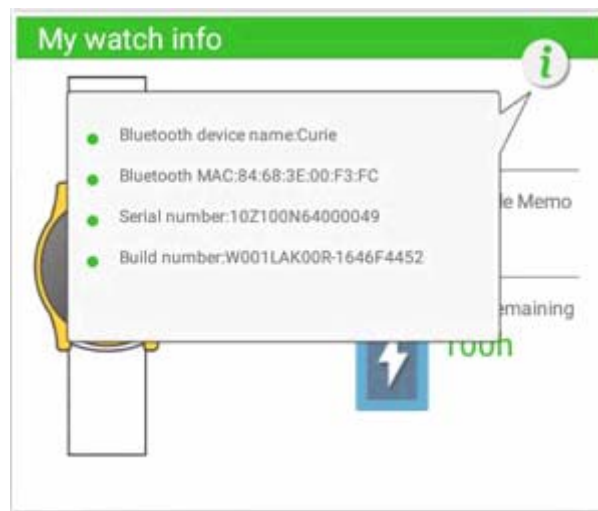 My watch info
i
Bluetooth device name:Curie
Bluetooth MAC:84:68:3E:00:F3:FC
Serial number:10Z100N64000049
le Memo
Build number:W001LAK00R-1646F4452
emaining
100h